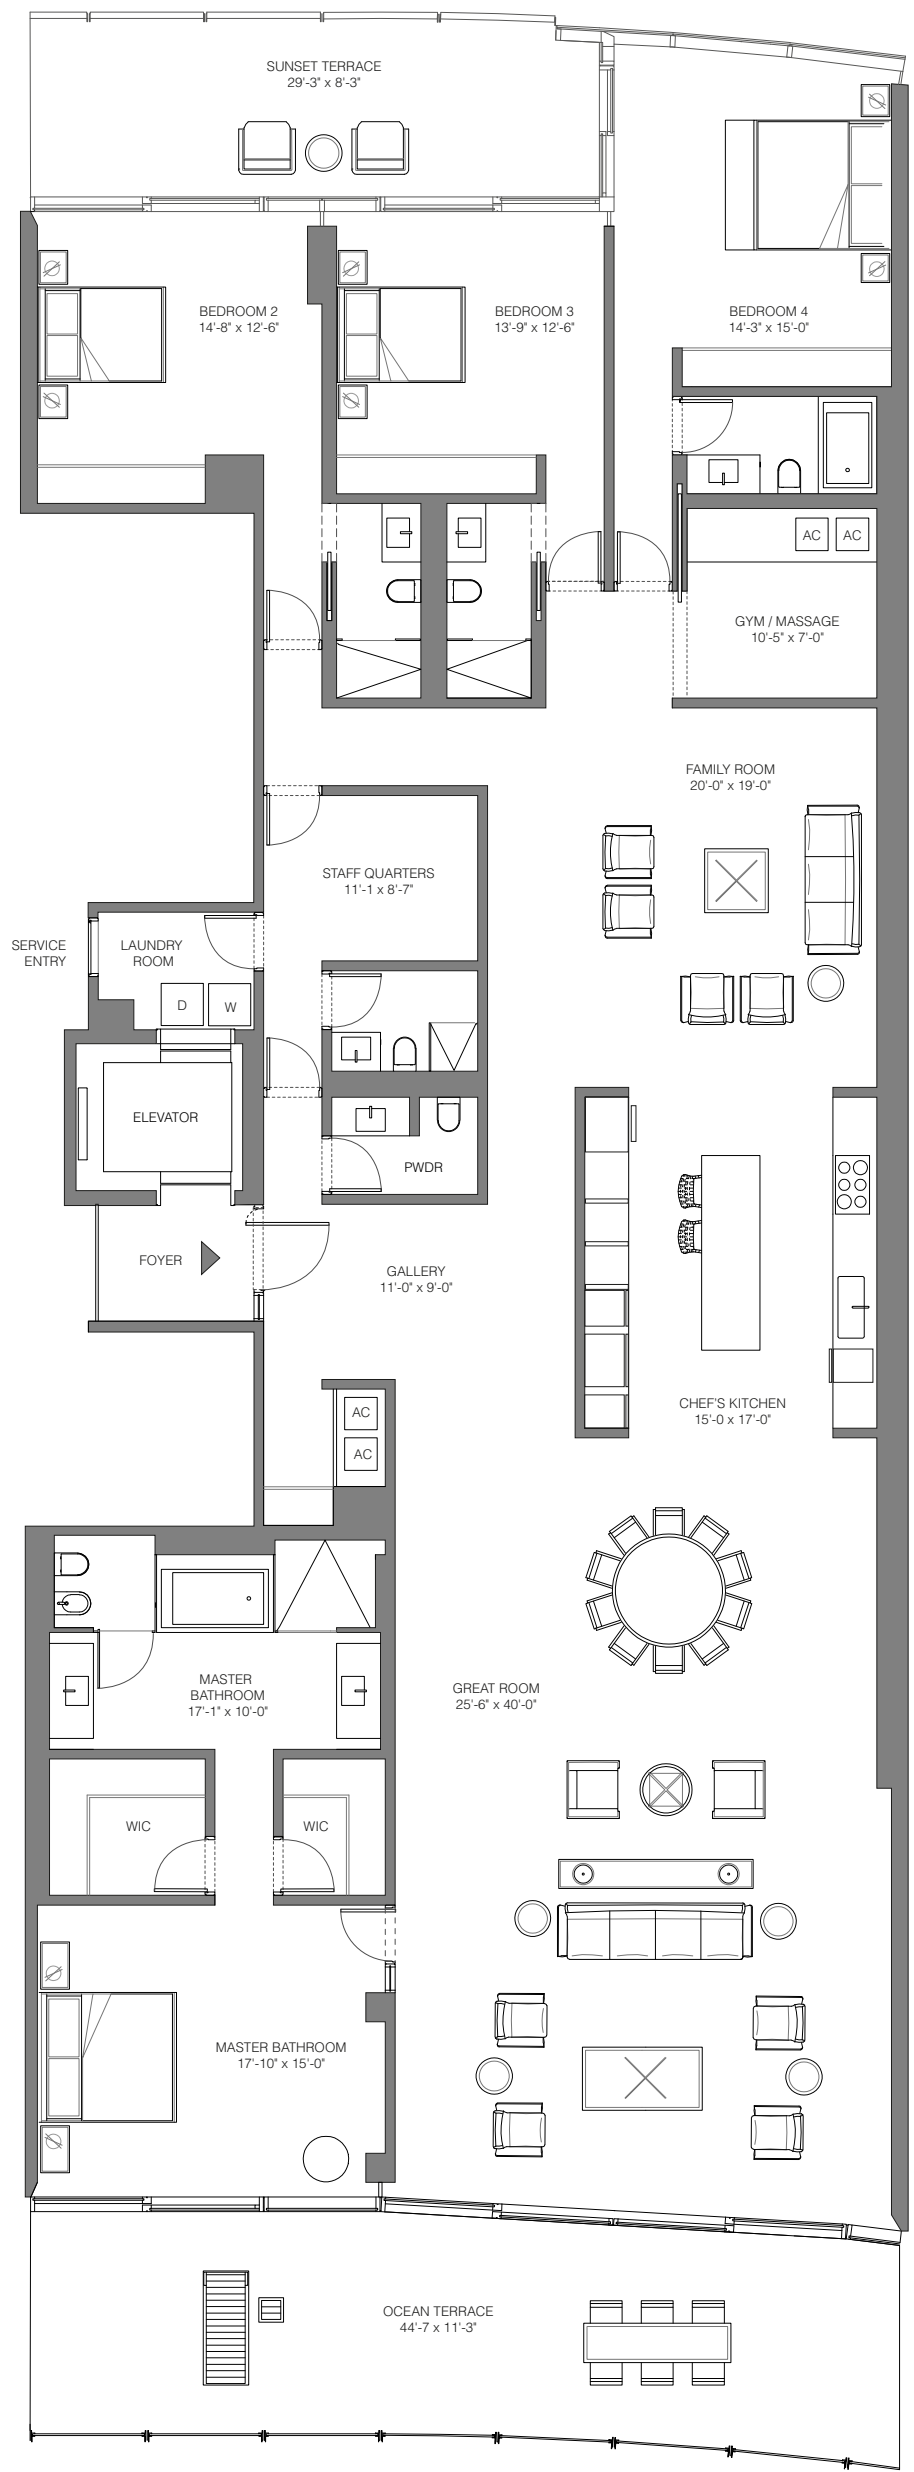 SUNSET TERRACE
29'-3" x 8'-3"
BEDROOM 2
14'-8" x 12'-6"
BEDROOM 3
13'-9" x 12'-6"
BEDROOM 4
14'-3" x 15'-0"
AC
AC
GYM / MASSAGE
10'-5" x 7'-0"
FAMILY ROOM
20'-0" x 19'-0"
STAFF QUARTERS
11'-1 x 8'-7"
SERVICE
ENTRY
LAUNDRY
ROOM
D
W
ELEVATOR
PWDR
FOYER
GALLERY
11'-0" x 9'-0"
CHEF'S KITCHEN
15'-0 x 17'-0"
AC
AC
MASTER
BATHROOM
17'-1" x 10'-0"
GREAT ROOM
25'-6" x 40'-0"
WIC
WIC
MASTER BATHROOM
17'-10" x 15'-0"
OCEAN TERRACE
44'-7 x 11'-3"